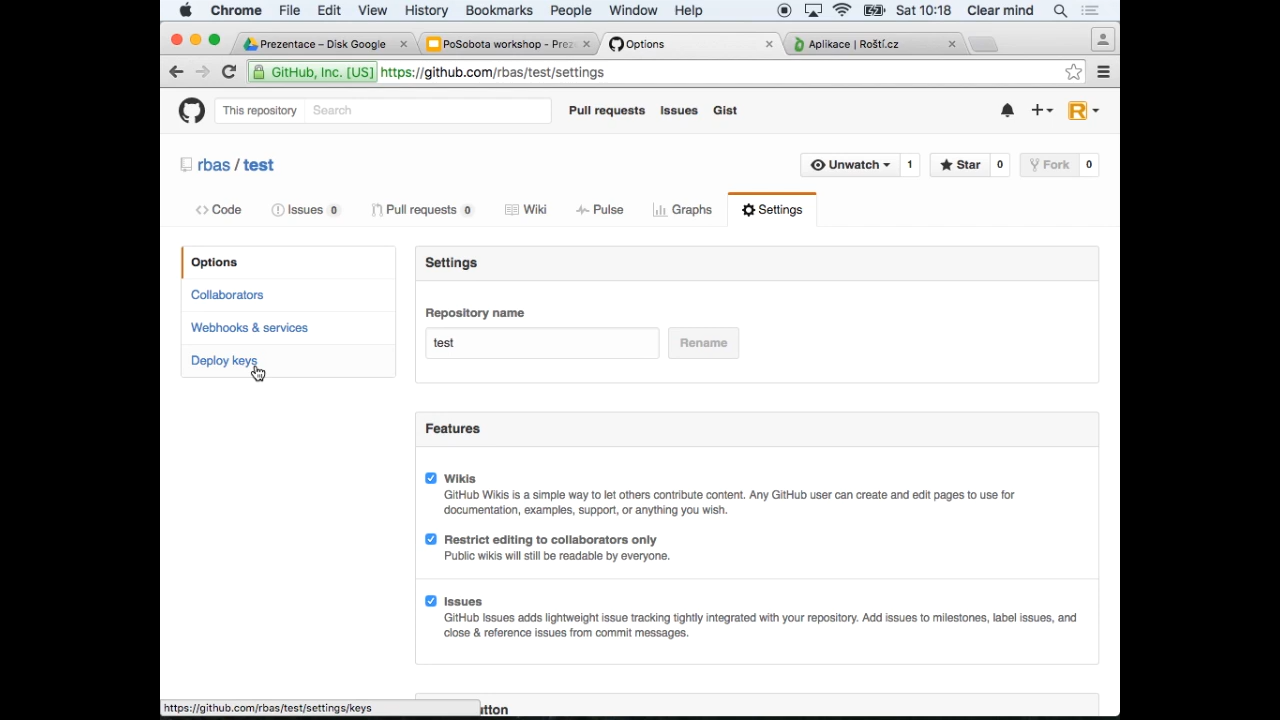 Chrome File Edit View History Bookmarks People Window Help Sat 10:18 Clear mind
Prezentace – Disk Google PoSobota workshop - Prez Options Aplikace | Roští.cz
GitHub, Inc. [US] https://github.com/rbas/test/settings
This repository Search Pull requests Issues Gist
rbas / test Unwatch 1 Star 0 Fork 0
Code Issues 0 Pull requests 0 Wiki Pulse Graphs Settings
Options
Collaborators
Webhooks & services
Deploy keys
Settings
Repository name
test Rename
Features
Wikis
GitHub Wikis is a simple way to let others contribute content. Any GitHub user can create and edit pages to use for
documentation, examples, support, or anything you wish.
Restrict editing to collaborators only
Public wikis will still be readable by everyone.
Issues
GitHub Issues adds lightweight issue tracking tightly integrated with your repository. Add issues to milestones, label issues, and
close & reference issues from commit messages.
https://github.com/rbas/test/settings/keys